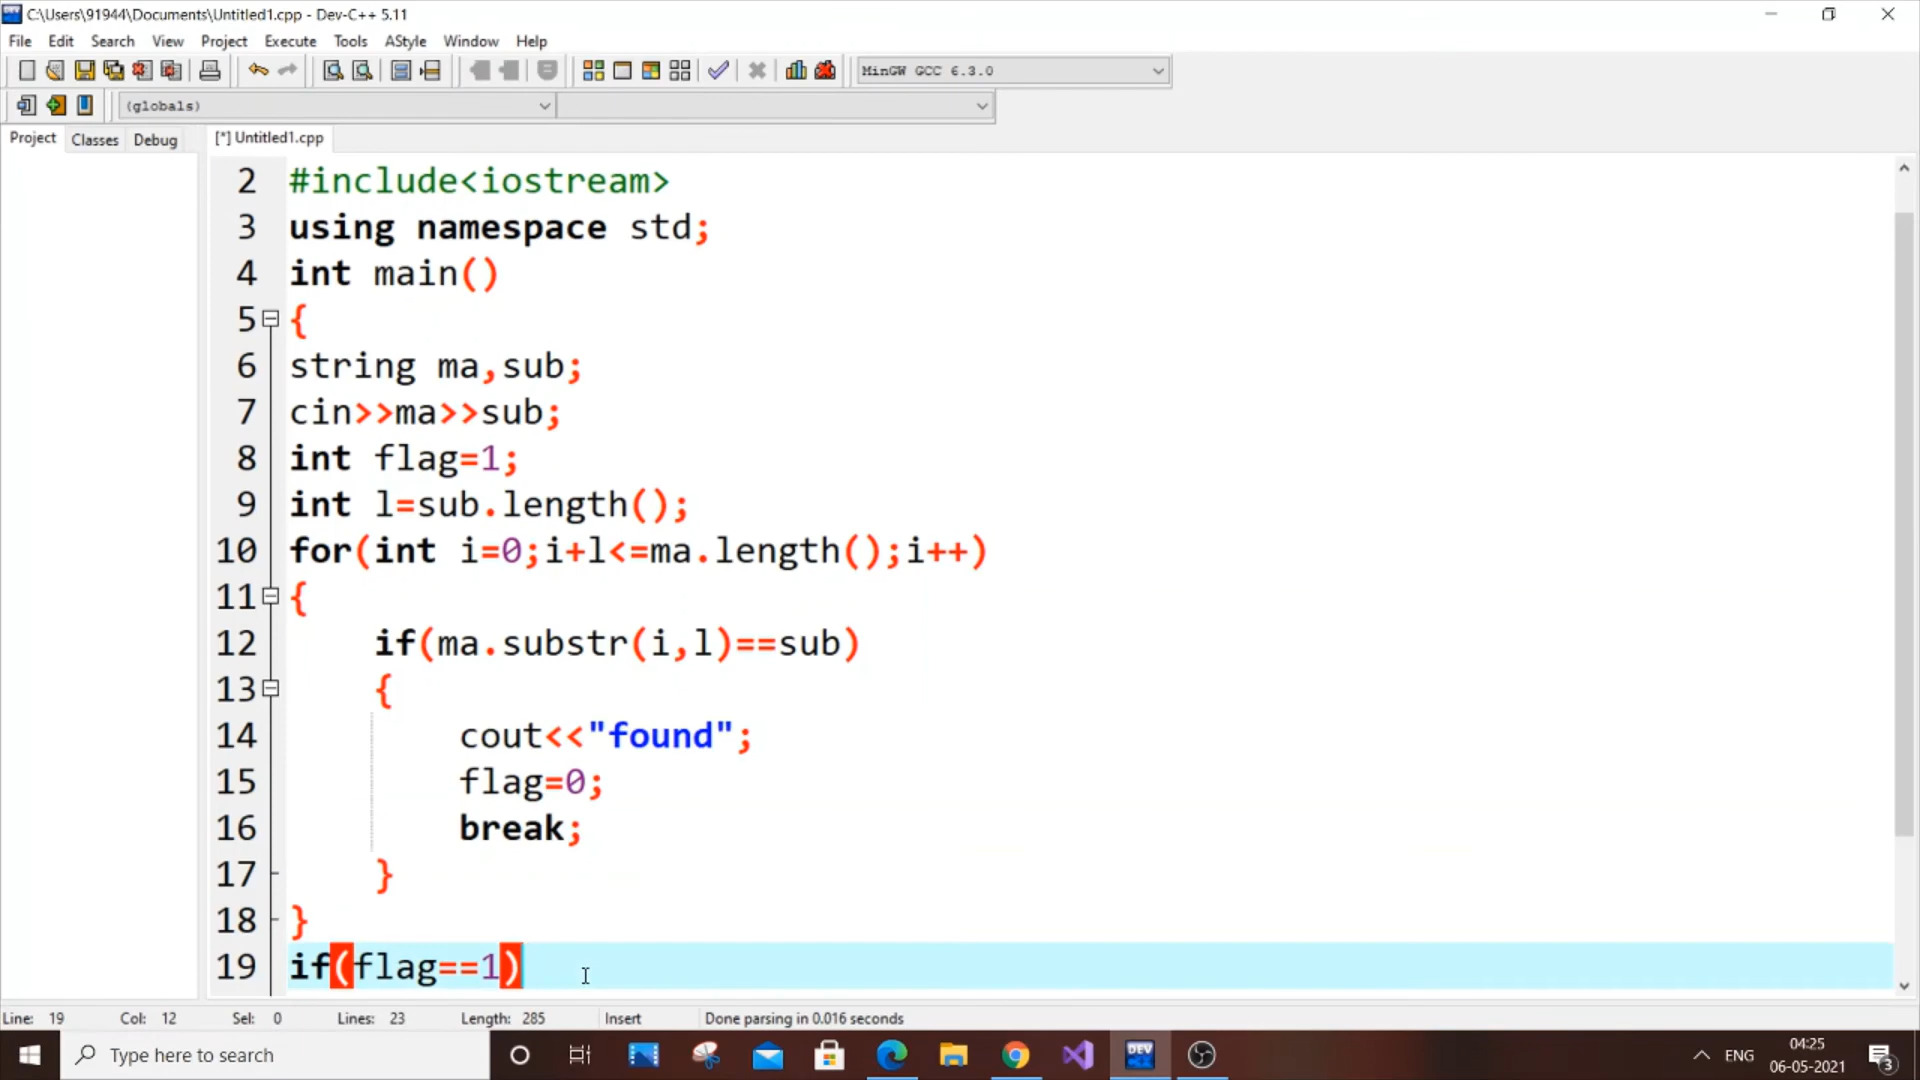 C:\Users\91944\Documents\Untitled1.cpp - Dev-C++ 5.11
File Edit Search View Project Execute Tools AStyle Window Help
MinGW GCC 6.3.0
(globals)
Project Classes Debug [*] Untitled1.cpp
2 #include<iostream>
3 using namespace std;
4 int main()
5 {
6 string ma,sub;
7 cin>>ma>>sub;
8 int flag=1;
9 int l=sub.length();
10 for(int i=0;i+l<=ma.length();i++)
11 {
12 if(ma.substr(i,l)==sub)
13 {
14 cout<<"found";
15 flag=0;
16 break;
17 }
18 }
19 if(flag==1)
Line: 19 Col: 12 Sel: 0 Lines: 23 Length: 285 Insert Done parsing in 0.016 seconds
Type here to search
DEV
ENG
04:25
06-05-2021
3